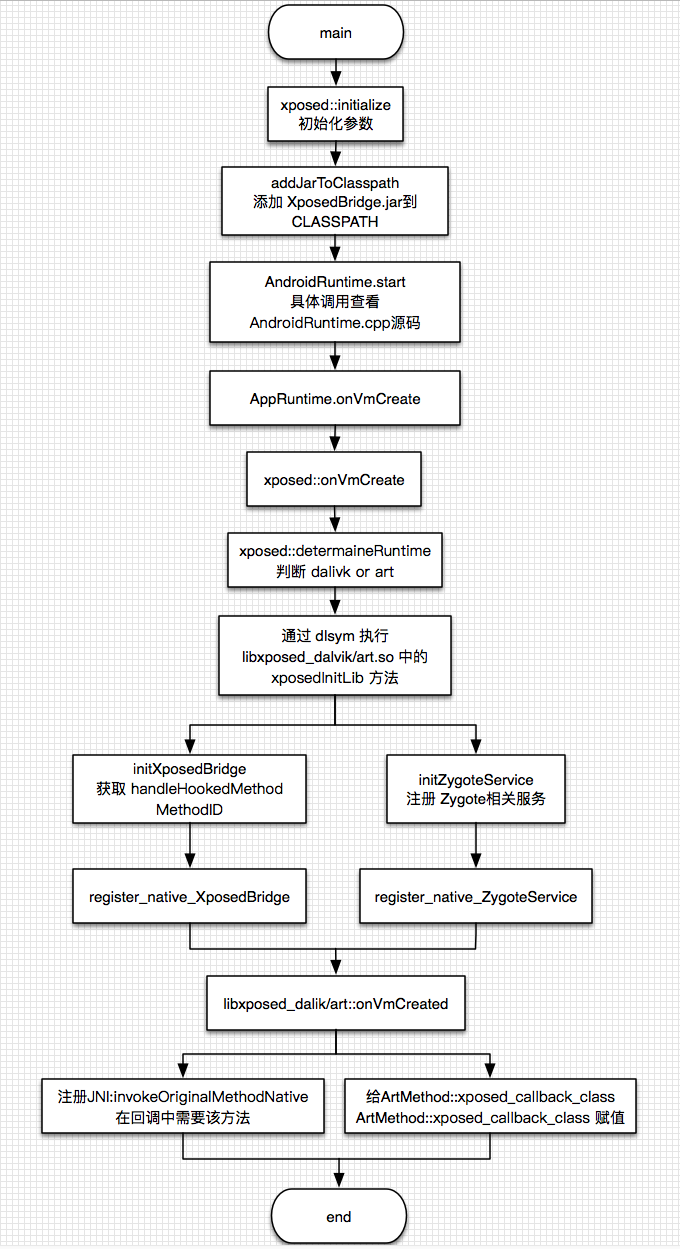 main
xposed::initialize
初始化参数
addJarToClasspath
添加 XposedBridge.jar到
CLASSPATH
AndroidRuntime.start
具体调用查看
AndroidRuntime.cpp源码
AppRuntime.onVmCreate
xposed::onVmCreate
xposed::determaineRuntime
判断 dalivk or art
通过 dlsym 执行
libxposed_dalvik/art.so 中的
xposedInitLib 方法
initXposedBridge
获取 handleHookedMethod
MethodID
initZygoteService
注册 Zygote相关服务
register_native_XposedBridge
register_native_ZygoteService
libxposed_dalik/art::onVmCreated
注册JNI:invokeOriginalMethodNative
在回调中需要该方法
给ArtMethod::xposed_callback_class
ArtMethod::xposed_callback_class 赋值
end